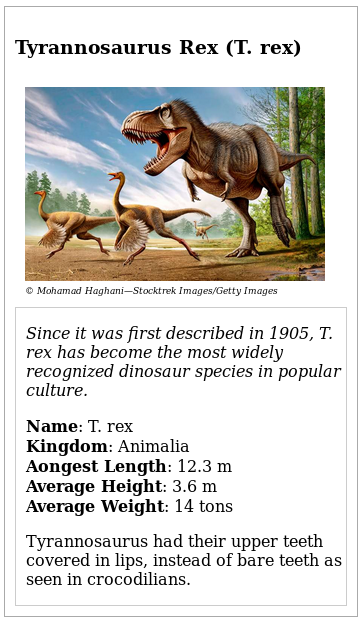 Tyrannosaurus Rex (T. rex)
© Mohamad Haghani—Stocktrek Images/Getty Images
Since it was first described in 1905, T.
rex has become the most widely
recognized dinosaur species in popular
culture.
Name: T. rex
Kingdom: Animalia
Aongest Length: 12.3 m
Average Height: 3.6 m
Average Weight: 14 tons
Tyrannosaurus had their upper teeth
covered in lips, instead of bare teeth as
seen in crocodilians.